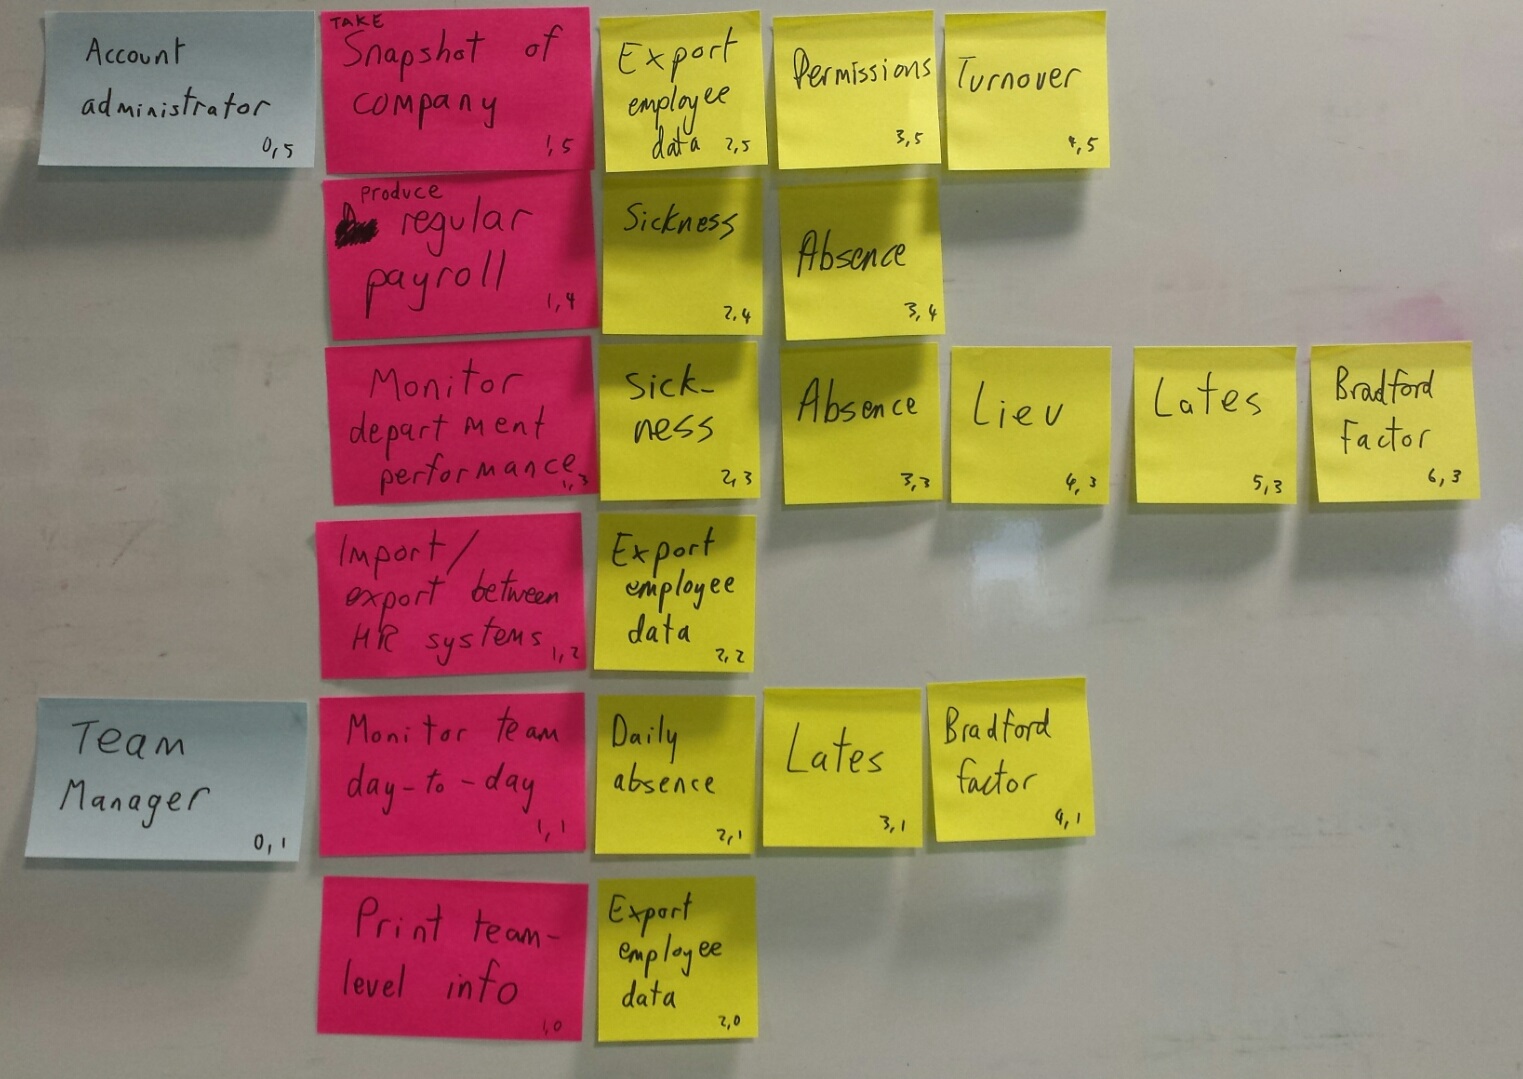 Account
administrator
0,5
TAKE
Snapshot of
company
1,5
Export
employee
data 2,5
Permissions
3,5
Turnover
4,5
Produce
regular
payroll
1,4
Sickness
2,4
Absence
3,4
Monitor
department
performance
1,3
Sick-
ness
2,3
Absence
3,3
Liev
4,3
Lates
5,3
Bradford
factor
6,3
Import/
export between
HR systems
1,2
Export
employee
data
2,2
Team
Manager
0,1
Monitor team
day-to-day
1,1
Daily
absence
2,1
Lates
3,1
Bradford
factor
4,1
Print team-
level info
1,0
Export
employee
data
2,0